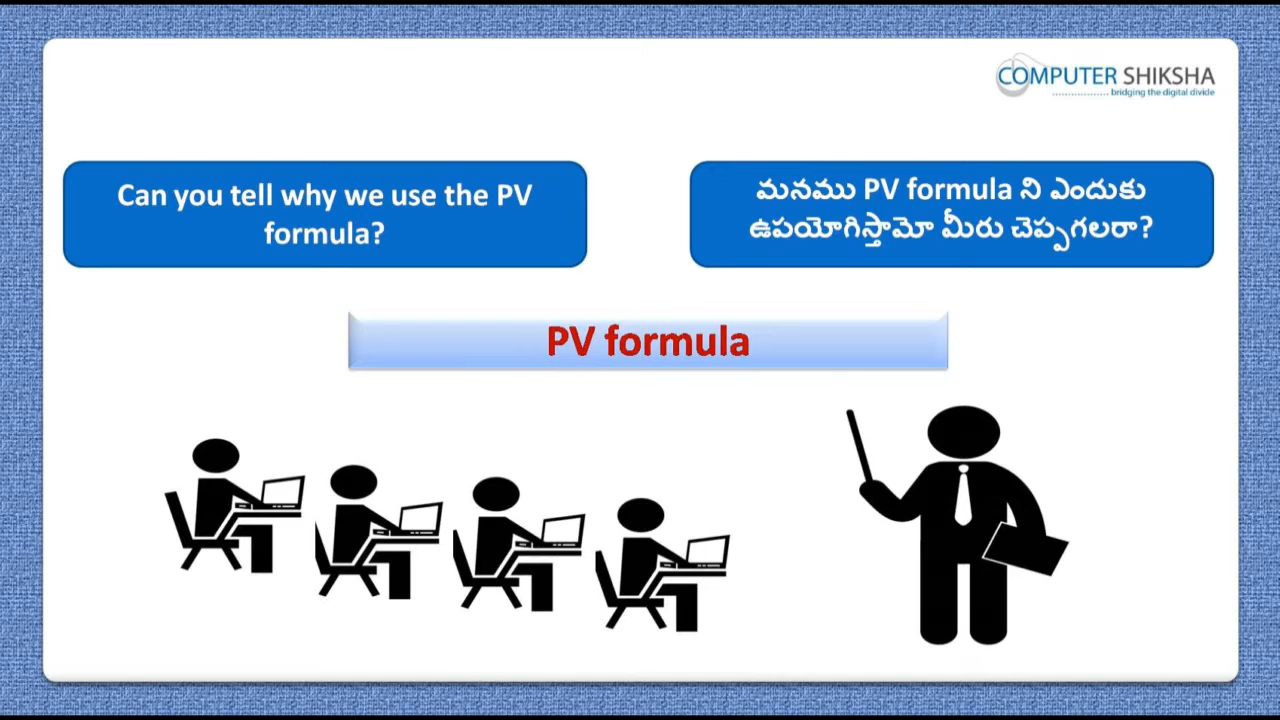 COMPUTER SHIKSHA
bridging the digital divide
Can you tell why we use the PV
formula?
మనము PV formula ని ఎందుకు
ఉపయోగిస్తామో మీరు చెప్పగలరా?
PV formula